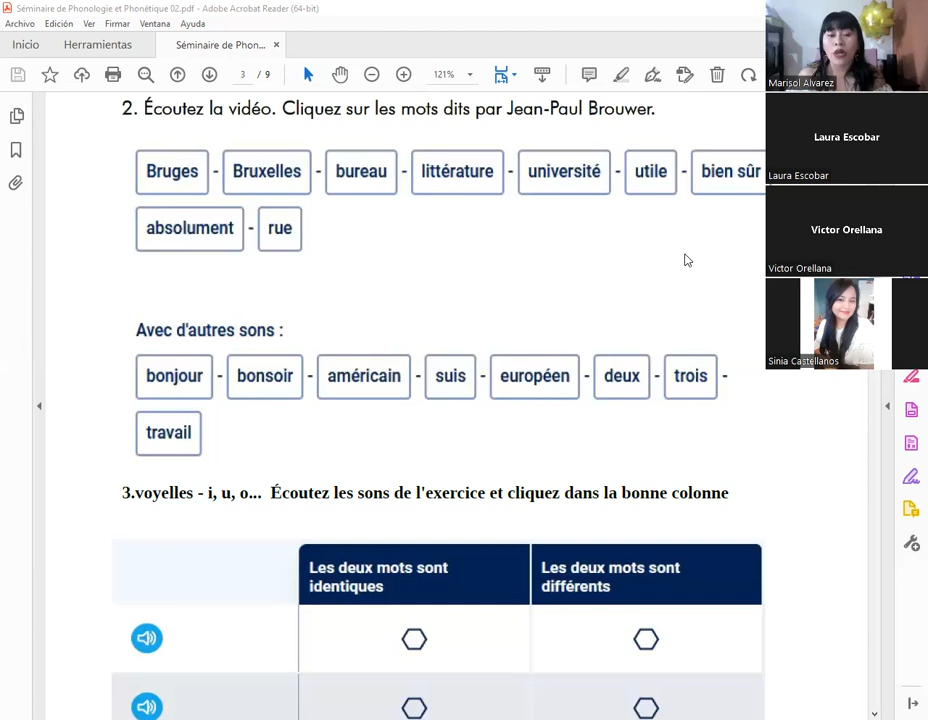 Séminaire de Phonologie et Phonétique 02.pdf - Adobe Acrobat Reader (64-bit)
Archivo Edición Ver Firmar Ventana Ayuda
Inicio Herramientas Séminaire de Phon... ×
3 / 9 121%
2. Écoutez la vidéo. Cliquez sur les mots dits par Jean-Paul Brouwer.
Bruges - Bruxelles - bureau - littérature - université - utile - bien sûr
absolument - rue
Avec d'autres sons :
bonjour - bonsoir - américain - suis - européen - deux - trois -
travail
3.voyelles - i, u, o... Écoutez les sons de l'exercice et cliquez dans la bonne colonne
Les deux mots sont
identiques
Les deux mots sont
différents
Marisol Alvarez
Laura Escobar
Laura Escobar
Victor Orellana
Victor Orellana
Sinia Castellanos